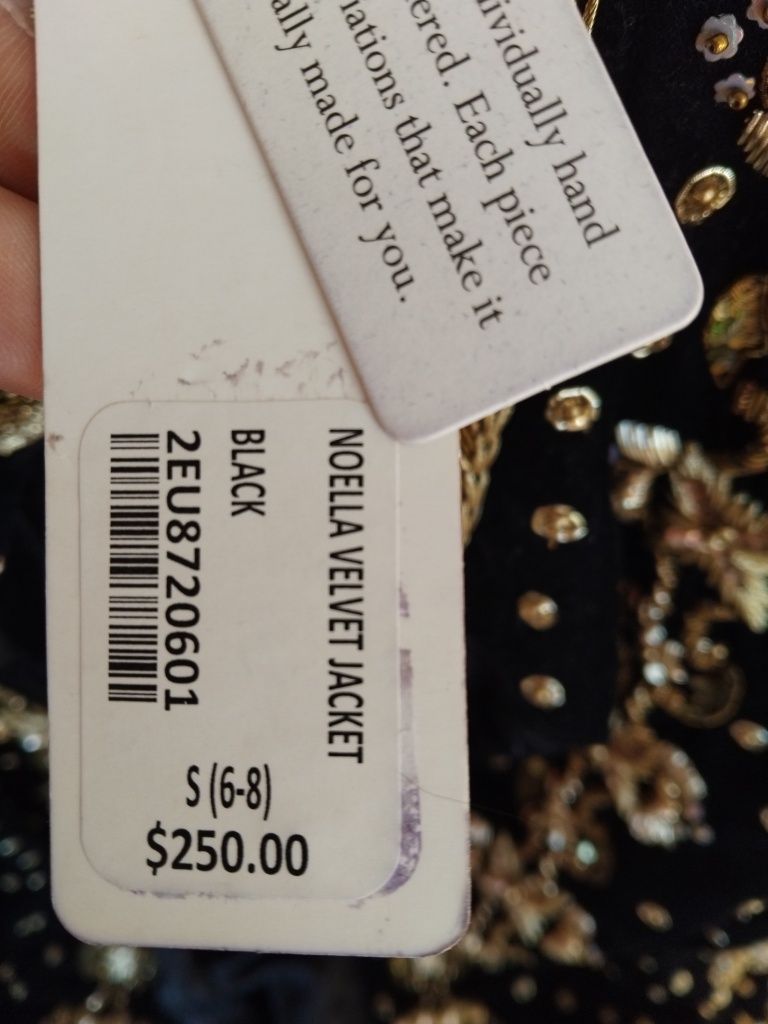 ividually hand
ered. Each piece
iations that make it
ally made for you.
NOELLA VELVET JACKET
BLACK
2EU8720601
S (6-8)
$250.00